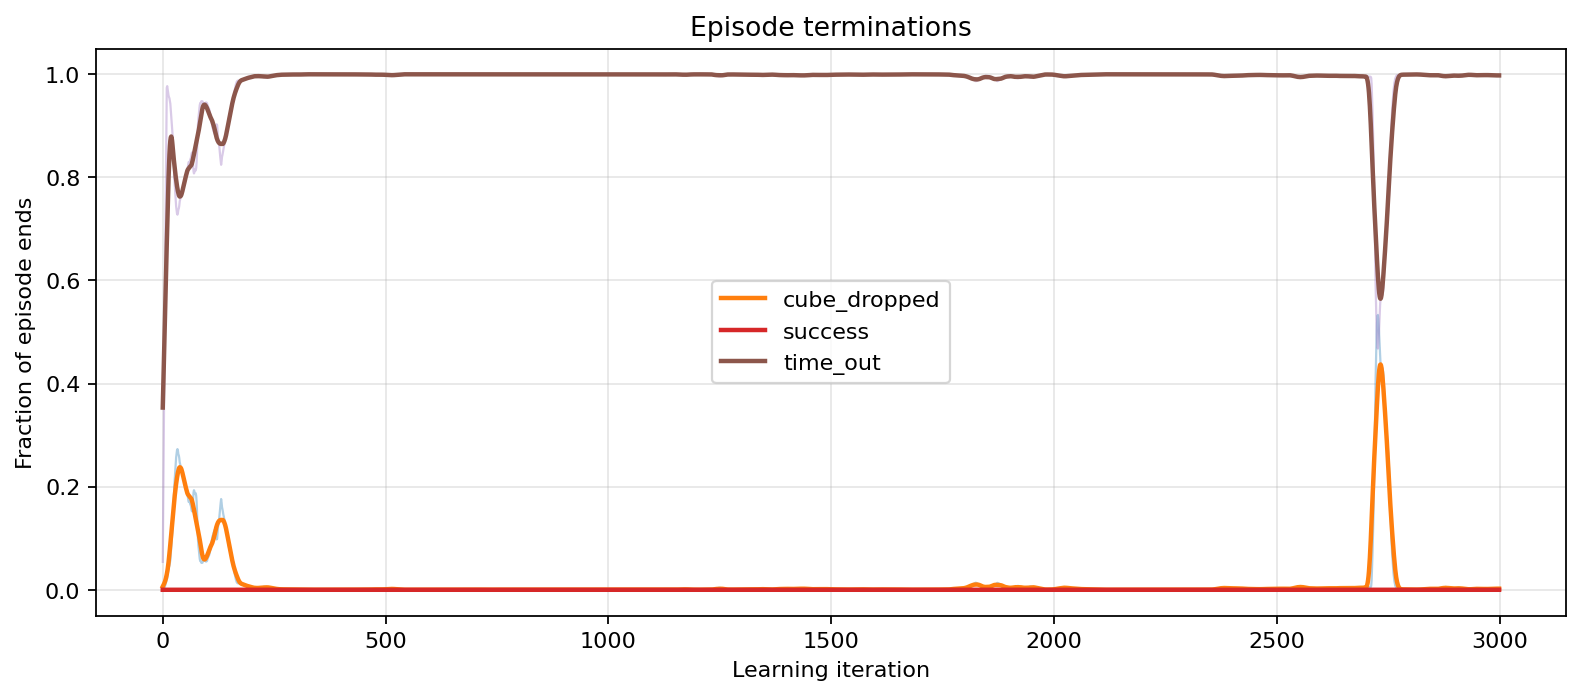 Episode terminations
Fraction of episode ends
1.0
0.8
0.6
0.4
0.2
0.0
cube_dropped
success
time_out
0 500 1000 1500 2000 2500 3000
Learning iteration